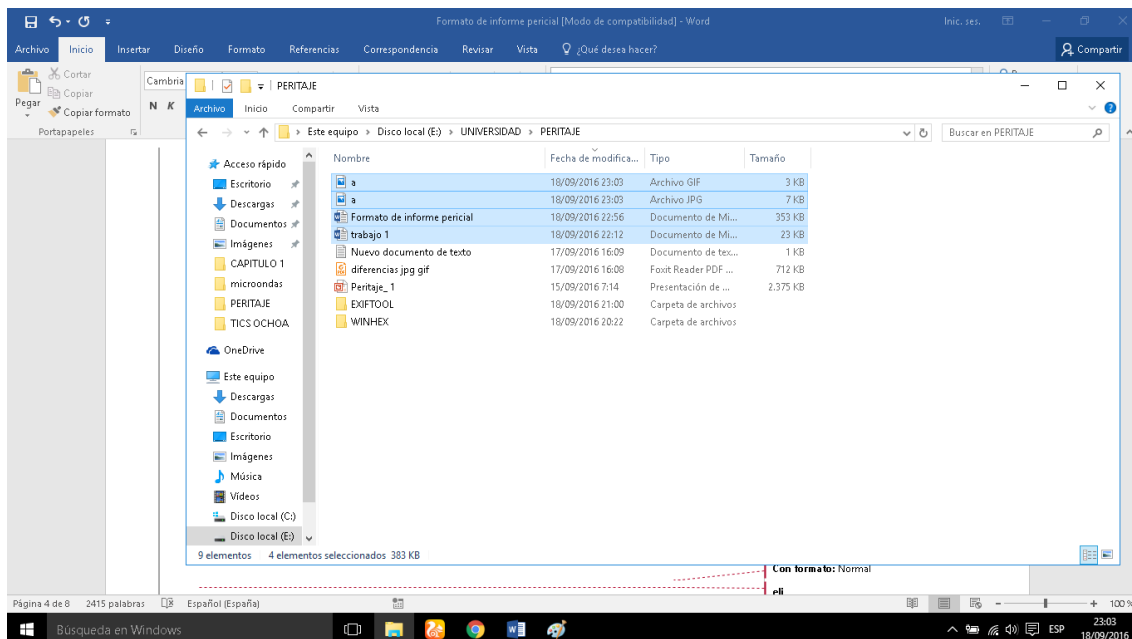 Formato de informe pericial [Modo de compatibilidad] - Word
Inic. ses.
Archivo Inicio Insertar Diseño Formato Referencias Correspondencia Revisar Vista ¿Qué desea hacer? Compartir
Pegar
Cortar
Copiar
Copiar formato
Portapapeles
Cambria
N K
PERITAJE
Archivo Inicio Compartir Vista
Este equipo > Disco local (E:) > UNIVERSIDAD > PERITAJE
Buscar en PERITAJE
Acceso rápido
Escritorio
Descargas
Documentos
Imágenes
CAPITULO 1
microondas
PERITAJE
TICS OCHOA
OneDrive
Este equipo
Descargas
Documentos
Escritorio
Imágenes
Música
Vídeos
Disco local (C:)
Disco local (E:)
Nombre Fecha de modifica... Tipo Tamaño
a 18/09/2016 23:03 Archivo GIF 3 KB
a 18/09/2016 23:03 Archivo JPG 7 KB
Formato de informe pericial 18/09/2016 22:56 Documento de Mi... 353 KB
trabajo 1 18/09/2016 22:12 Documento de Mi... 23 KB
Nuevo documento de texto 17/09/2016 16:09 Documento de tex... 1 KB
diferencias jpg gif 17/09/2016 16:08 Foxit Reader PDF ... 712 KB
Peritaje_ 1 15/09/2016 7:14 Presentación de ... 2.375 KB
EXIFTOOL 18/09/2016 21:00 Carpeta de archivos
WINHEX 18/09/2016 20:22 Carpeta de archivos
9 elementos 4 elementos seleccionados 383 KB
Con formato: Normal
eli
Página 4 de 8 2415 palabras Español (España) 100 %
Búsqueda en Windows
ESP
23:03
18/09/2016